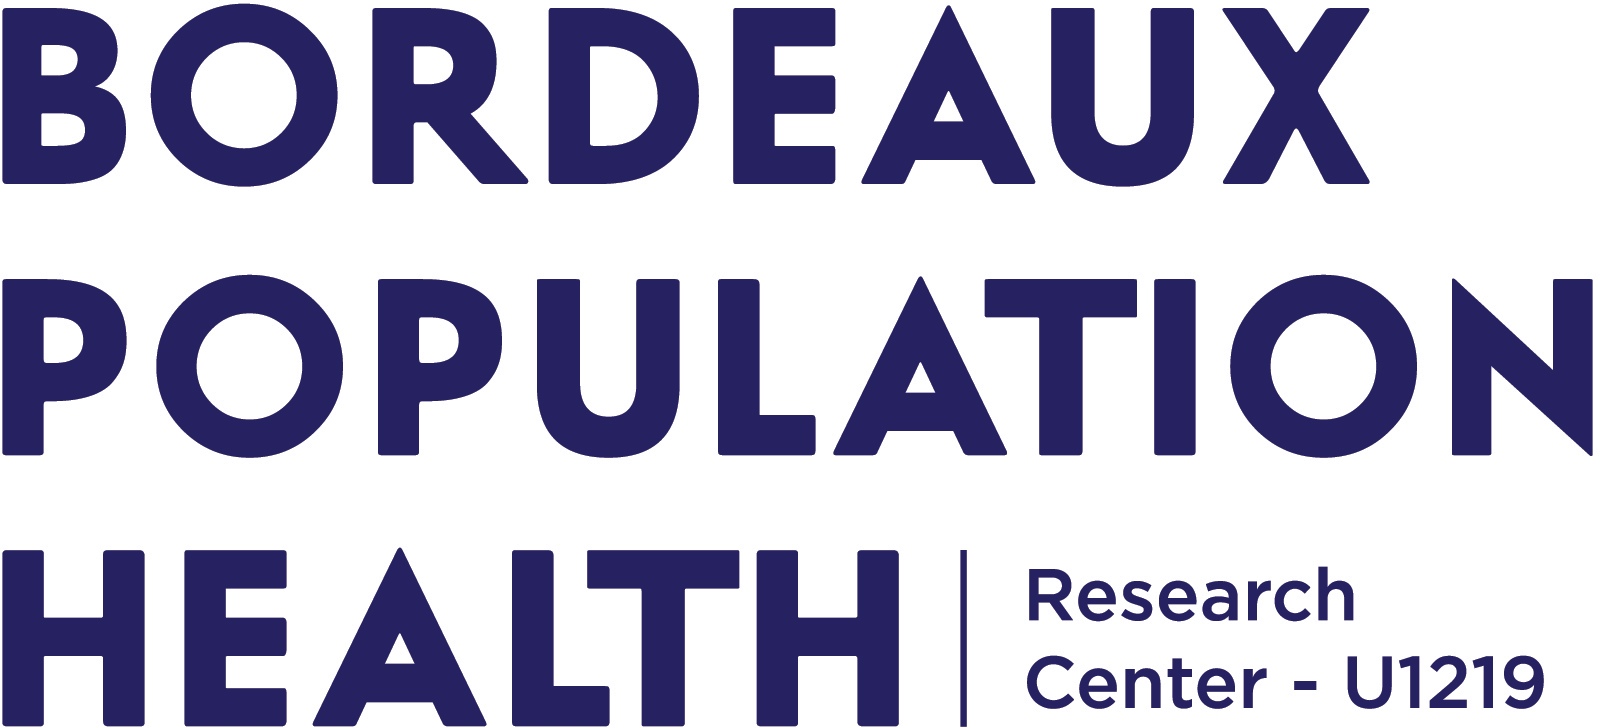 BORDEAUX
POPULATION
HEALTH
Research
Center - U1219